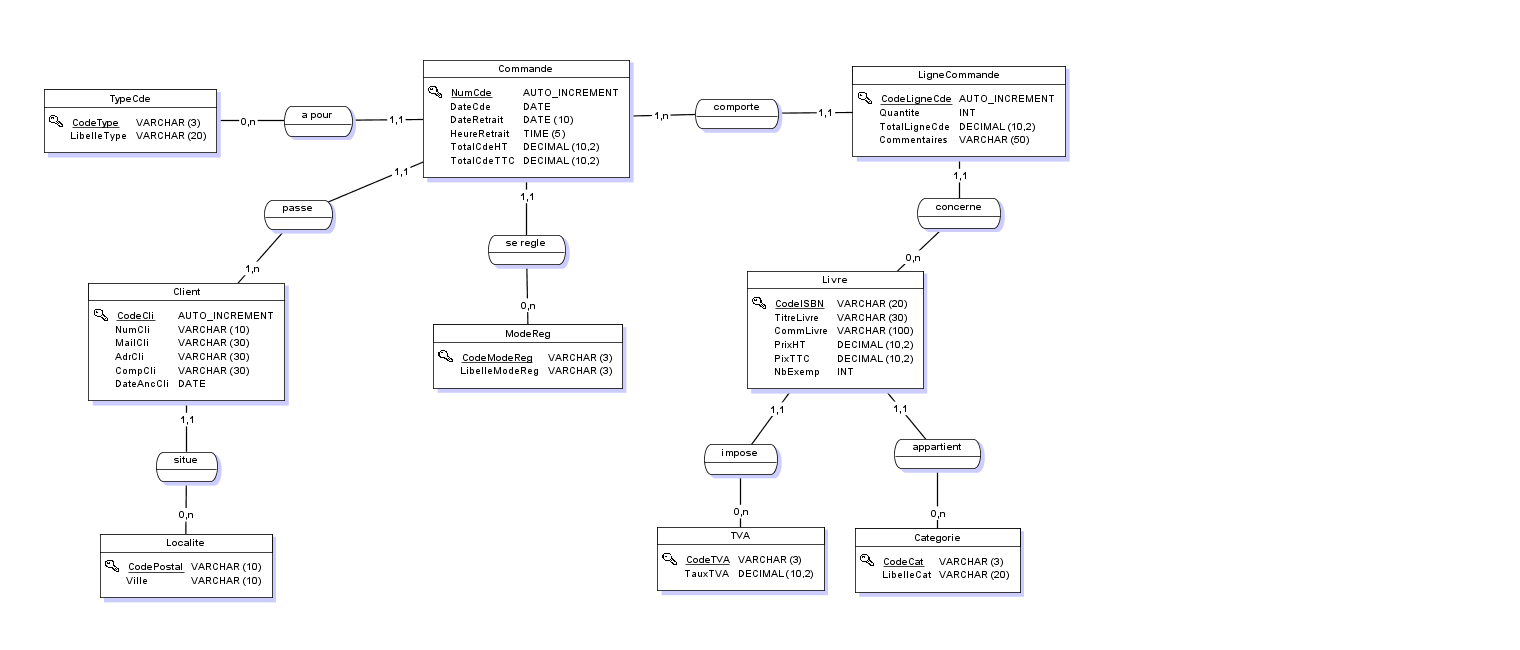 TypeCde
CodeType VARCHAR (3)
LibelleType VARCHAR (20)
0,n
a pour
1,1
Commande
NumCde AUTO_INCREMENT
DateCde DATE
DateRetrait DATE (10)
HeureRetrait TIME (5)
TotalCdeHT DECIMAL (10,2)
TotalCdeTTC DECIMAL (10,2)
1,n
comporte
1,1
LigneCommande
CodeLigneCde AUTO_INCREMENT
Quantite INT
TotalLigneCde DECIMAL (10,2)
Commentaires VARCHAR (50)
1,1
passe
1,n
1,1
se regle
0,n
1,1
concerne
0,n
Client
CodeCli AUTO_INCREMENT
NumCli VARCHAR (10)
MailCli VARCHAR (30)
AdrCli VARCHAR (30)
CompCli VARCHAR (30)
DateAncCli DATE
ModeReg
CodeModeReg VARCHAR (3)
LibelleModeReg VARCHAR (3)
Livre
CodeISBN VARCHAR (20)
TitreLivre VARCHAR (30)
CommLivre VARCHAR (100)
PrixHT DECIMAL (10,2)
PixTTC DECIMAL (10,2)
NbExemp INT
1,1
situe
0,n
1,1
impose
0,n
1,1
appartient
0,n
Localite
CodePostal VARCHAR (10)
Ville VARCHAR (10)
TVA
CodeTVA VARCHAR (3)
TauxTVA DECIMAL (10,2)
Categorie
CodeCat VARCHAR (3)
LibelleCat VARCHAR (20)